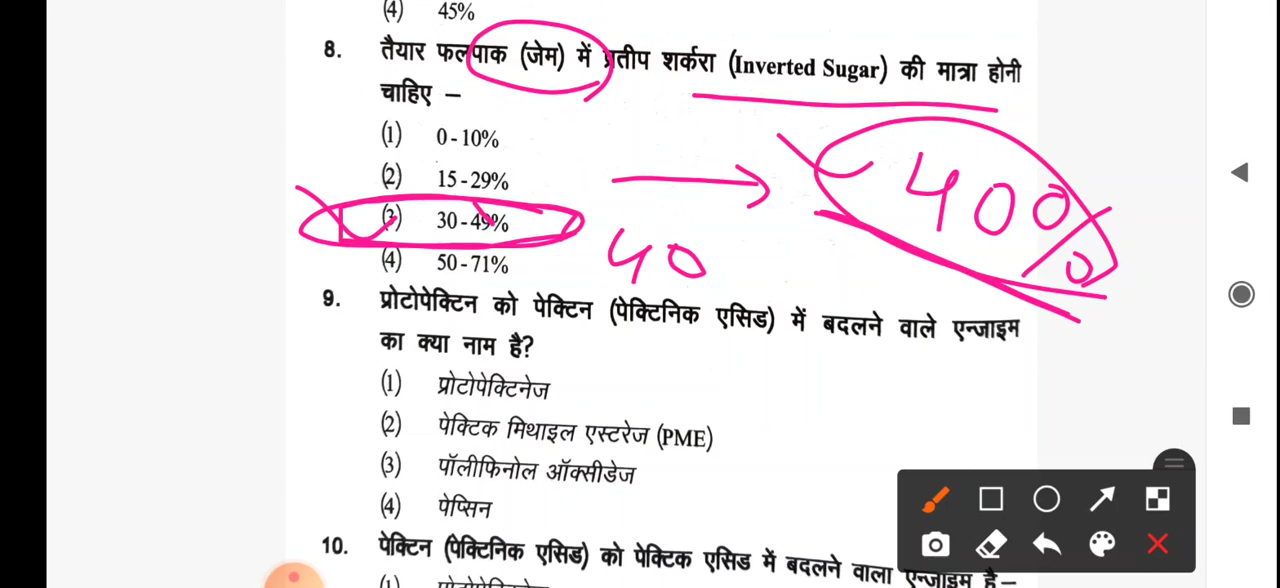 (4) 45%
8. तैयार फलपाक (जेम) में प्रतीप शर्करा (Inverted Sugar) की मात्रा होनी
चाहिए –
(1) 0-10%
(2) 15-29%
(3) 30-49%
(4) 50-71%
40%
40
9. प्रोटोपेक्टिन को पेक्टिन (पेक्टिनिक एसिड) में बदलने वाले एन्जाइम
का क्या नाम है?
(1) प्रोटोपेक्टिनेज
(2) पेक्टिक मिथाइल एस्टरेज (PME)
(3) पॉलीफिनोल ऑक्सीडेज
(4) पेप्सिन
10. पेक्टिन (पेक्टिनिक एसिड) को पेक्टिक एसिड में बदलने वाला एन्जाइम है–
(1)